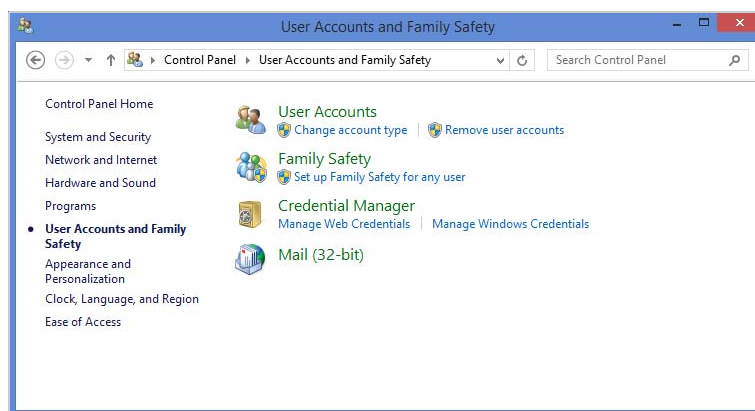 User Accounts and Family Safety
Control Panel User Accounts and Family Safety
Search Control Panel
Control Panel Home
System and Security
Network and Internet
Hardware and Sound
Programs
User Accounts and Family
Safety
Appearance and
Personalization
Clock, Language, and Region
Ease of Access
User Accounts
Change account type Remove user accounts
Family Safety
Set up Family Safety for any user
Credential Manager
Manage Web Credentials Manage Windows Credentials
Mail (32-bit)